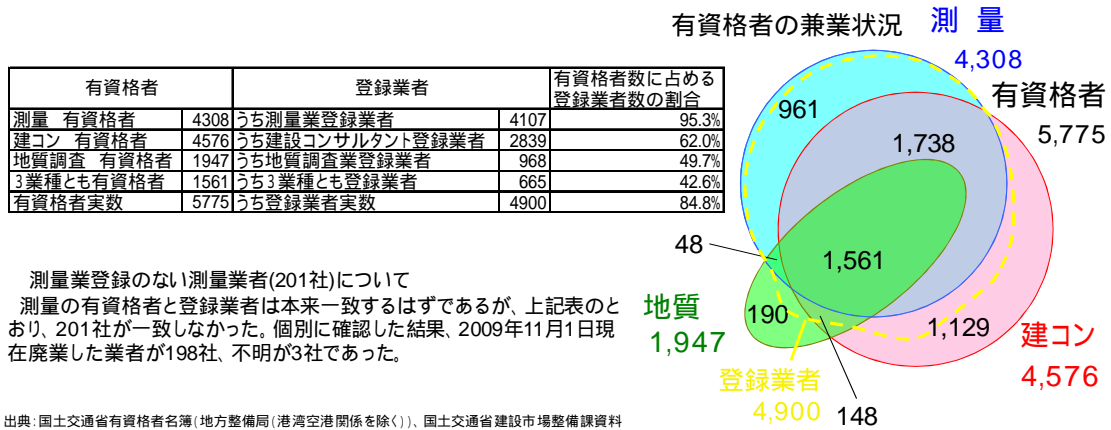 有資格者の兼業状況
測 量
4,308
有資格者
5,775
有資格者 登録業者 有資格者数に占める
登録業者数の割合
測量 有資格者 4308 うち測量業登録業者 4107 95.3%
建コン 有資格者 4576 うち建設コンサルタント登録業者 2839 62.0%
地質調査 有資格者 1947 うち地質調査業登録業者 968 49.7%
3業種とも有資格者 1561 うち3業種とも登録業者 665 42.6%
有資格者実数 5775 うち登録業者実数 4900 84.8%
961
1,738
48
1,561
190
1,129
148
地質
1,947
建コン
4,576
登録業者
4,900
測量業登録のない測量業者(201社)について
測量の有資格者と登録業者は本来一致するはずであるが、上記表のと
おり、201社が一致しなかった。個別に確認した結果、2009年11月1日現
在廃業した業者が198社、不明が3社であった。
出典:国土交通省有資格者名簿(地方整備局(港湾空港関係を除く))、国土交通省建設市場整備課資料